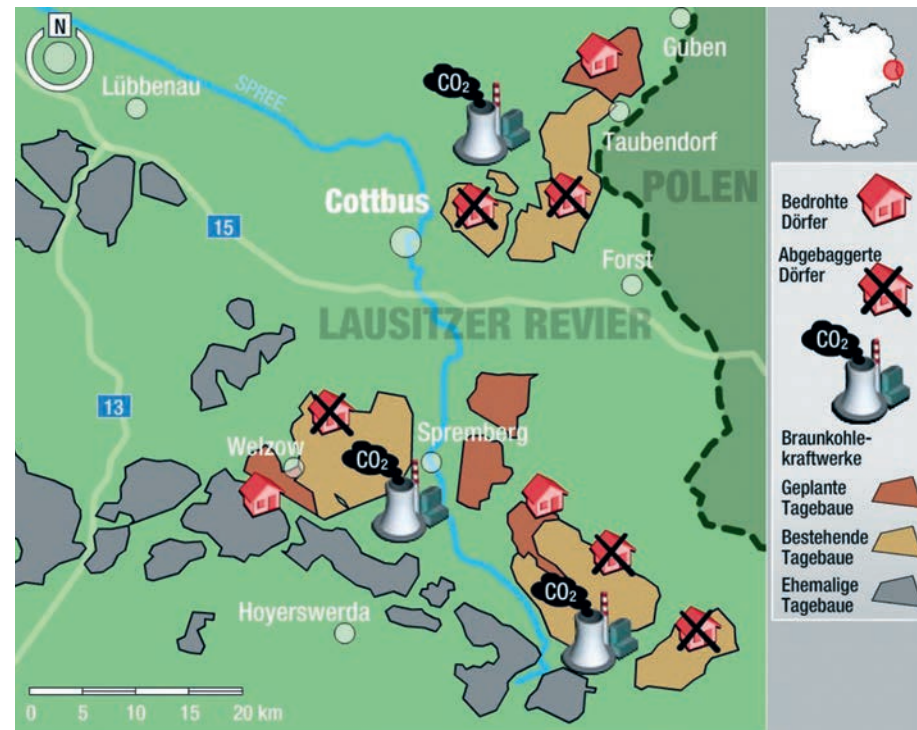 N
Lübbenau
SPREE
CO₂
Guben
Taubendorf
POLEN
Cottbus
15
Forst
LAUSITZER REVIER
13
Welzow
Spremberg
CO₂
CO₂
Hoyerswerda
0 5 10 15 20 km
Bedrohte
Dörfer
Abgebaggerte
Dörfer
CO₂
Braunkohle-
kraftwerke
Geplante
Tagebaue
Bestehende
Tagebaue
Ehemalige
Tagebaue